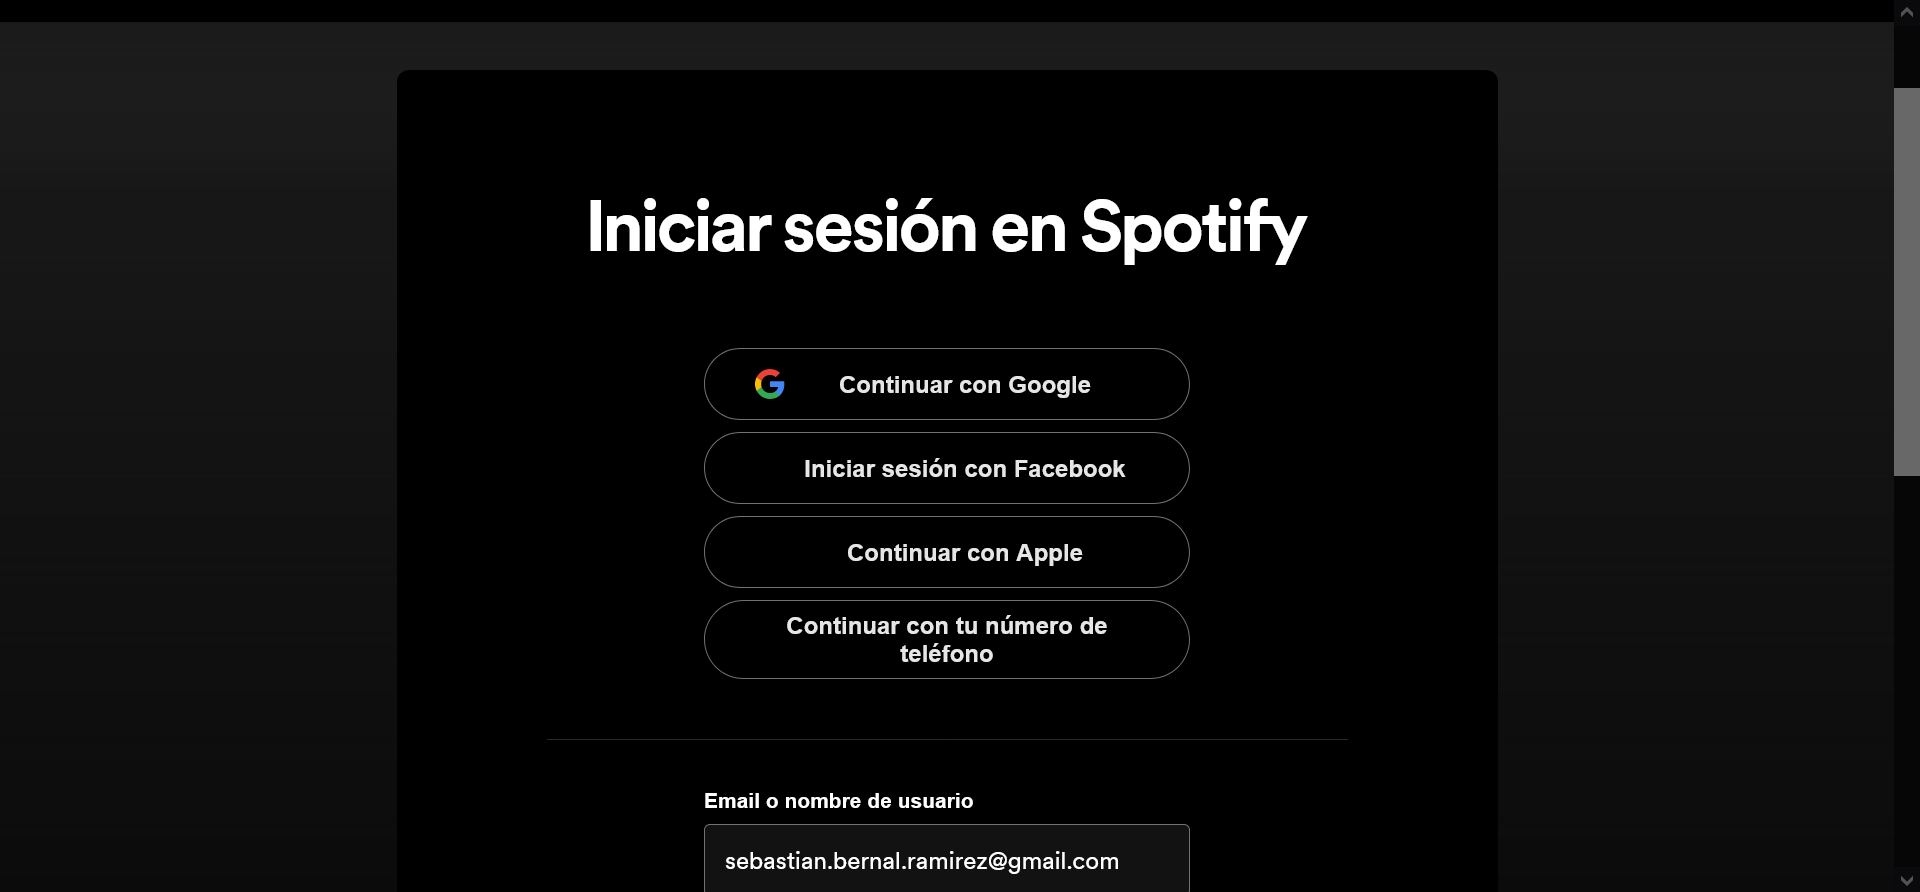 Iniciar sesión en Spotify
Continuar con Google
Iniciar sesión con Facebook
Continuar con Apple
Continuar con tu número de
teléfono
Email o nombre de usuario
sebastian.bernal.ramirez@gmail.com